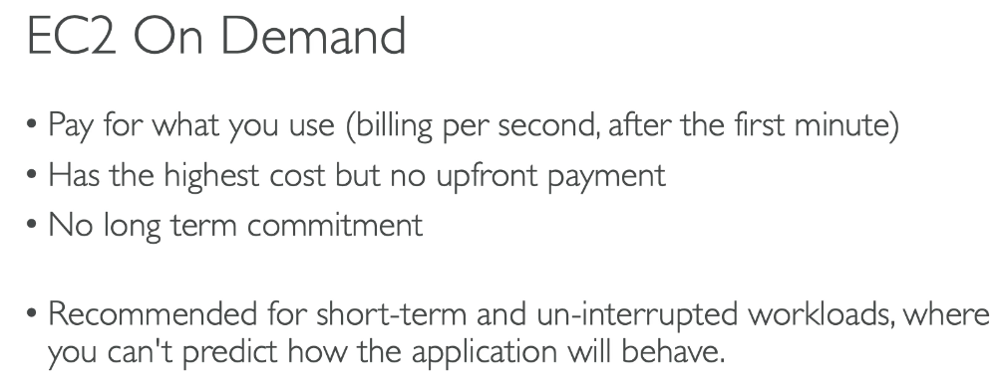 EC2 On Demand
• Pay for what you use (billing per second, after the first minute)
• Has the highest cost but no upfront payment
• No long term commitment
• Recommended for short-term and un-interrupted workloads, where
you can't predict how the application will behave.